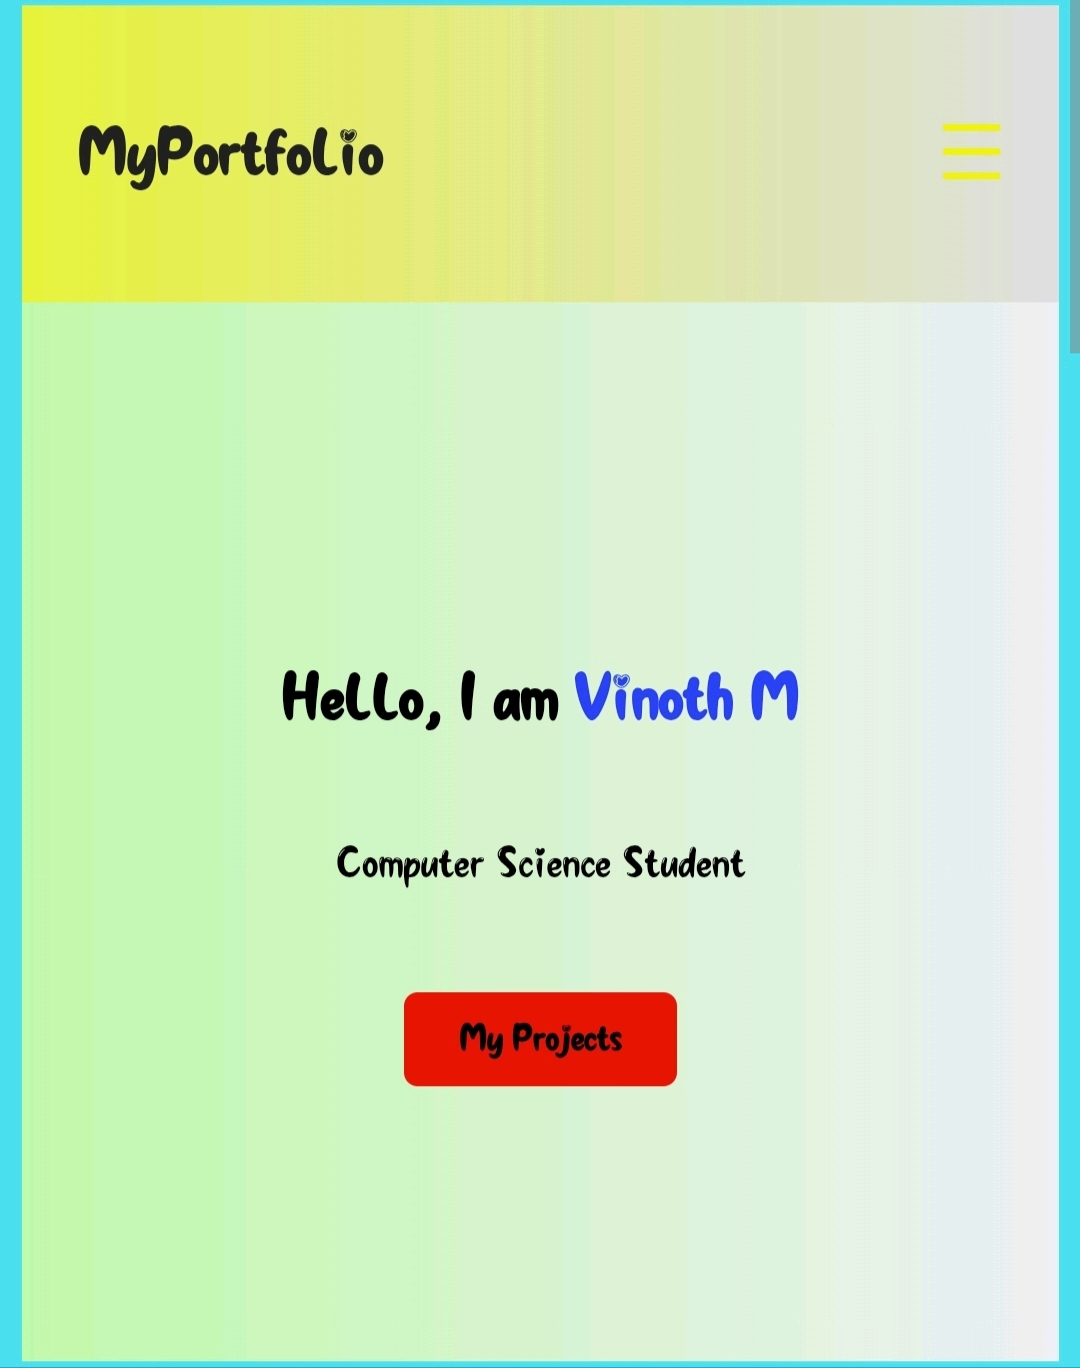 MyPortfolio
Hello, I am Vinoth M
Computer Science Student
My Projects